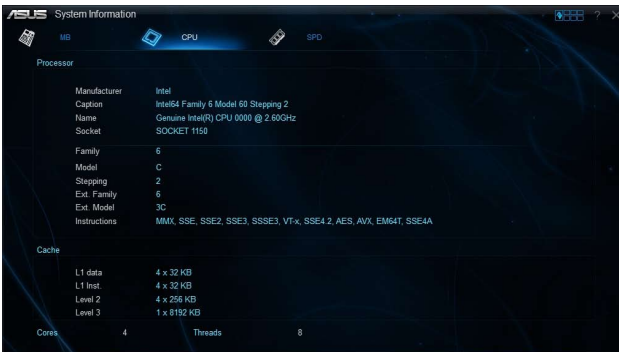 ASUS System Information ? X
MB CPU SPD
Processor
Manufacturer Intel
Caption Intel64 Family 6 Model 60 Stepping 2
Name Genuine Intel(R) CPU 0000 @ 2.60GHz
Socket SOCKET 1150
Family 6
Model C
Stepping 2
Ext. Family 6
Ext. Model 3C
Instructions MMX, SSE, SSE2, SSE3, SSSE3, VT-x, SSE4.2, AES, AVX, EM64T, SSE4A
Cache
L1 data 4 x 32 KB
L1 Inst. 4 x 32 KB
Level 2 4 x 256 KB
Level 3 1 x 8192 KB
Cores 4 Threads 8